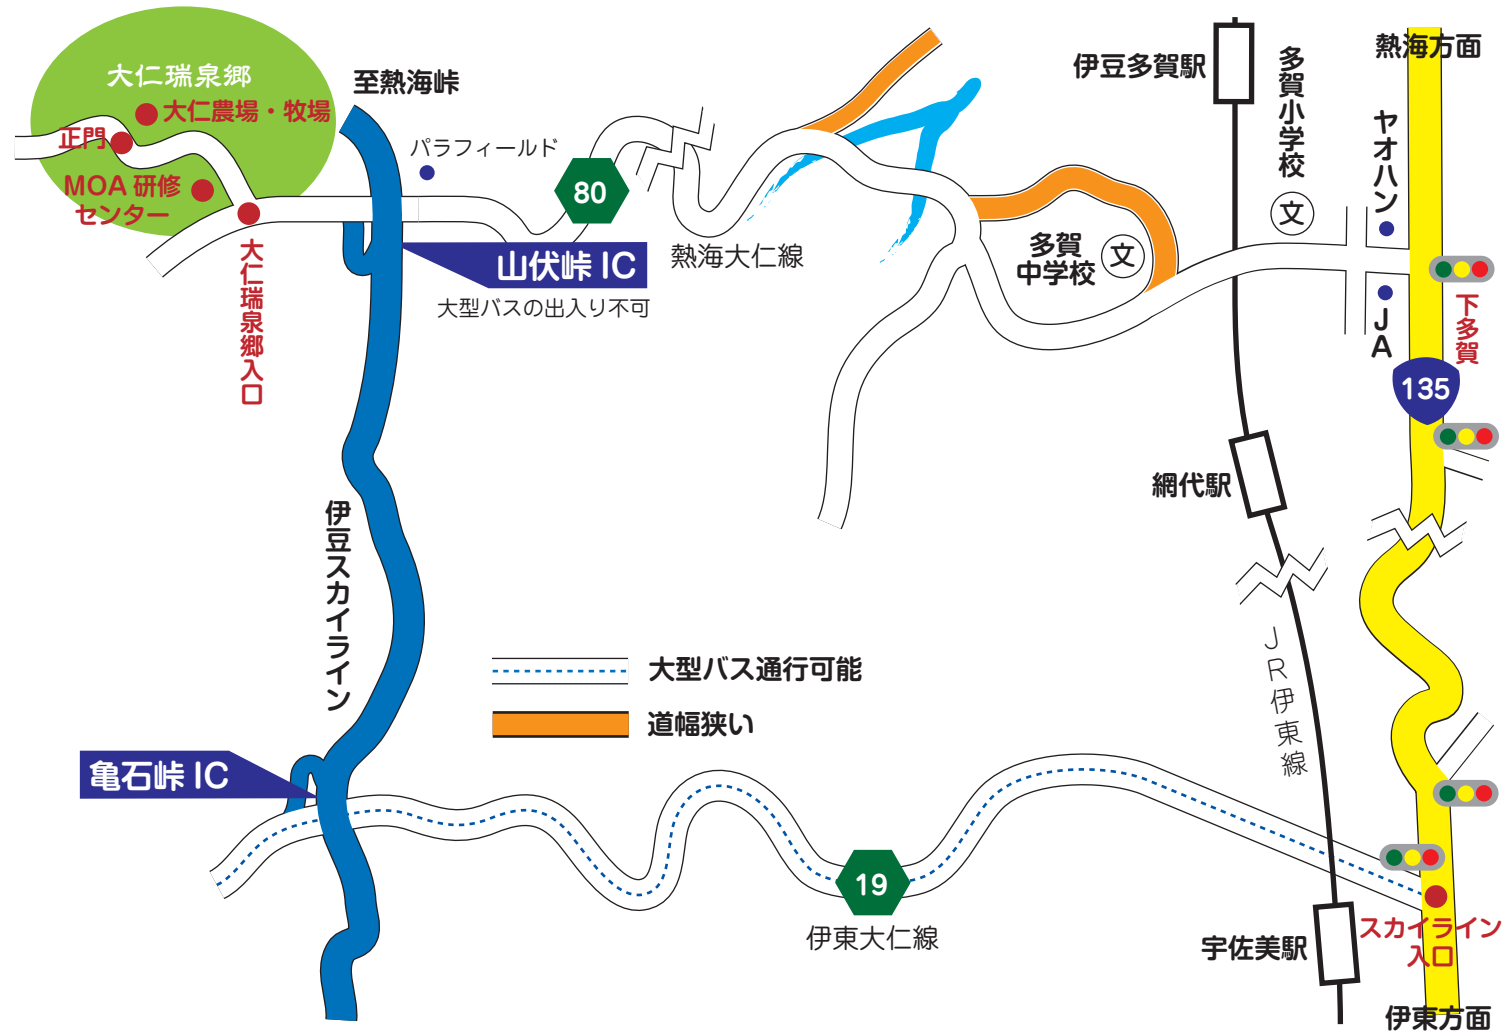 大仁瑞泉郷
大仁農場・牧場
正門
MOA 研修
センター
大仁瑞泉郷入口
至熱海峠
パラフィールド
80
山伏峠 IC
大型バスの出入り不可
熱海大仁線
伊豆多賀駅
多賀小学校
文
ヤオハン
熱海方面
多賀
中学校
文
JA
下多賀
135
網代駅
伊豆スカイライン
JR伊東線
大型バス通行可能
道幅狭い
亀石峠 IC
19
伊東大仁線
宇佐美駅
スカイライン
入口
伊東方面